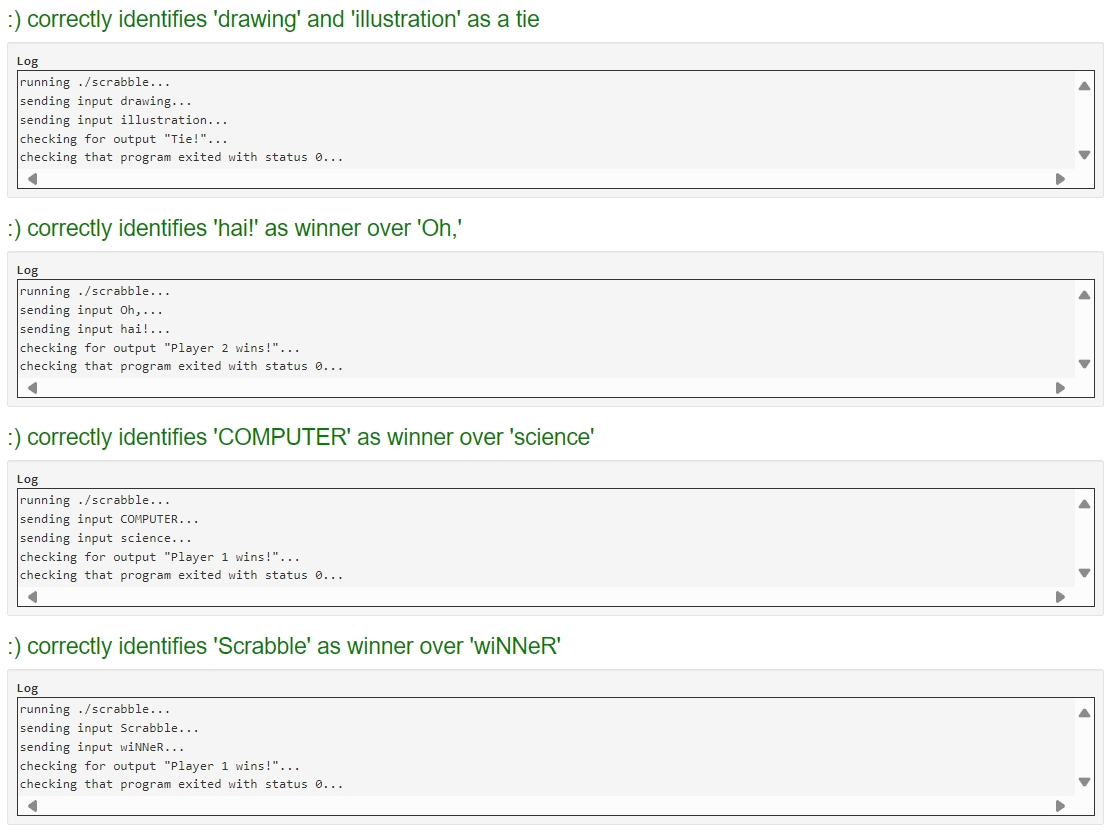 :) correctly identifies 'drawing' and 'illustration' as a tie
Log
running ./scrabble...
sending input drawing...
sending input illustration...
checking for output "Tie!"...
checking that program exited with status 0...
:) correctly identifies 'hai!' as winner over 'Oh,'
Log
running ./scrabble...
sending input Oh,...
sending input hai!...
checking for output "Player 2 wins!"...
checking that program exited with status 0...
:) correctly identifies 'COMPUTER' as winner over 'science'
Log
running ./scrabble...
sending input COMPUTER...
sending input science...
checking for output "Player 1 wins!"...
checking that program exited with status 0...
:) correctly identifies 'Scrabble' as winner over 'wiNNeR'
Log
running ./scrabble...
sending input Scrabble...
sending input wiNNeR...
checking for output "Player 1 wins!"...
checking that program exited with status 0...